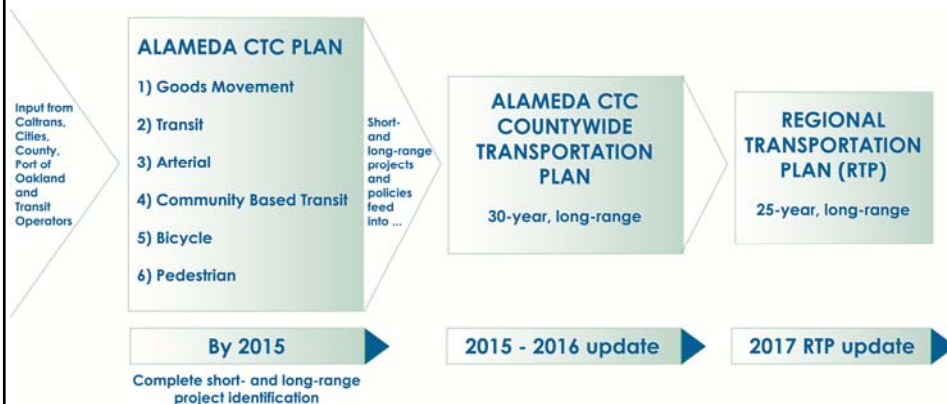 Input from
Caltrans,
Cities,
County,
Port of
Oakland
and
Transit
Operators
ALAMEDA CTC PLAN
1) Goods Movement
2) Transit
3) Arterial
4) Community Based Transit
5) Bicycle
6) Pedestrian
Short-
and
long-range
projects
and
policies
feed
into ...
ALAMEDA CTC
COUNTYWIDE
TRANSPORTATION
PLAN
30-year, long-range
REGIONAL
TRANSPORTATION
PLAN (RTP)
25-year, long-range
By 2015
Complete short- and long-range
project identification
2015 - 2016 update
2017 RTP update